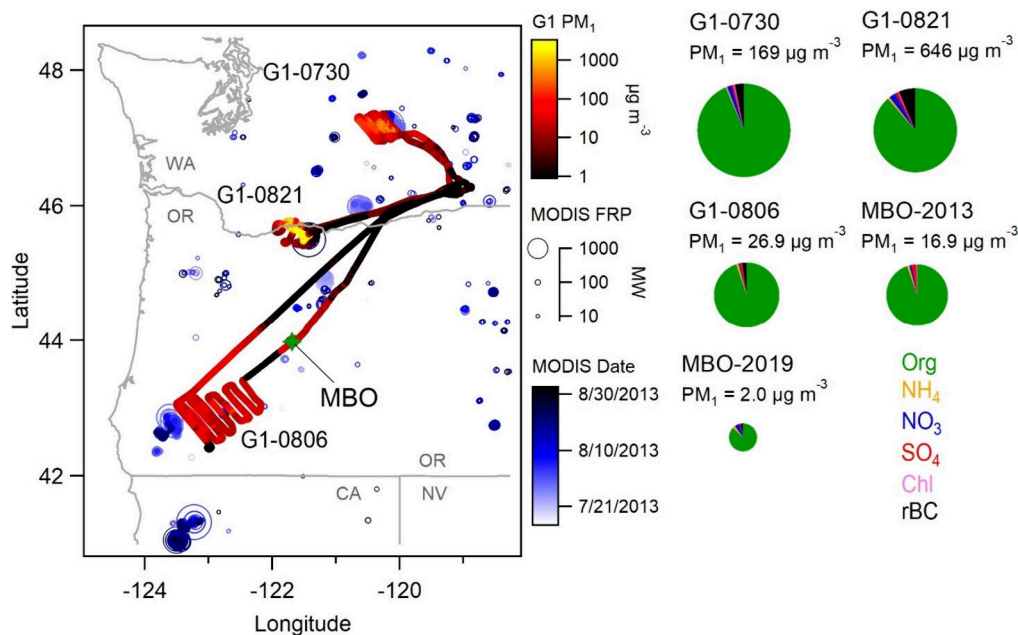 48
46
44
42
Latitude
-124
-122
-120
Longitude
G1-0730
WA
G1-0821
OR
MBO
G1-0806
OR
CA
NV
G1 PM₁
1000
100
10
1
µg m⁻³
MODIS FRP
1000
100
10
MW
MODIS Date
8/30/2013
8/10/2013
7/21/2013
G1-0730
PM₁ = 169 µg m⁻³
G1-0821
PM₁ = 646 µg m⁻³
G1-0806
PM₁ = 26.9 µg m⁻³
MBO-2013
PM₁ = 16.9 µg m⁻³
MBO-2019
PM₁ = 2.0 µg m⁻³
Org
NH₄
NO₃
SO₄
Chl
rBC